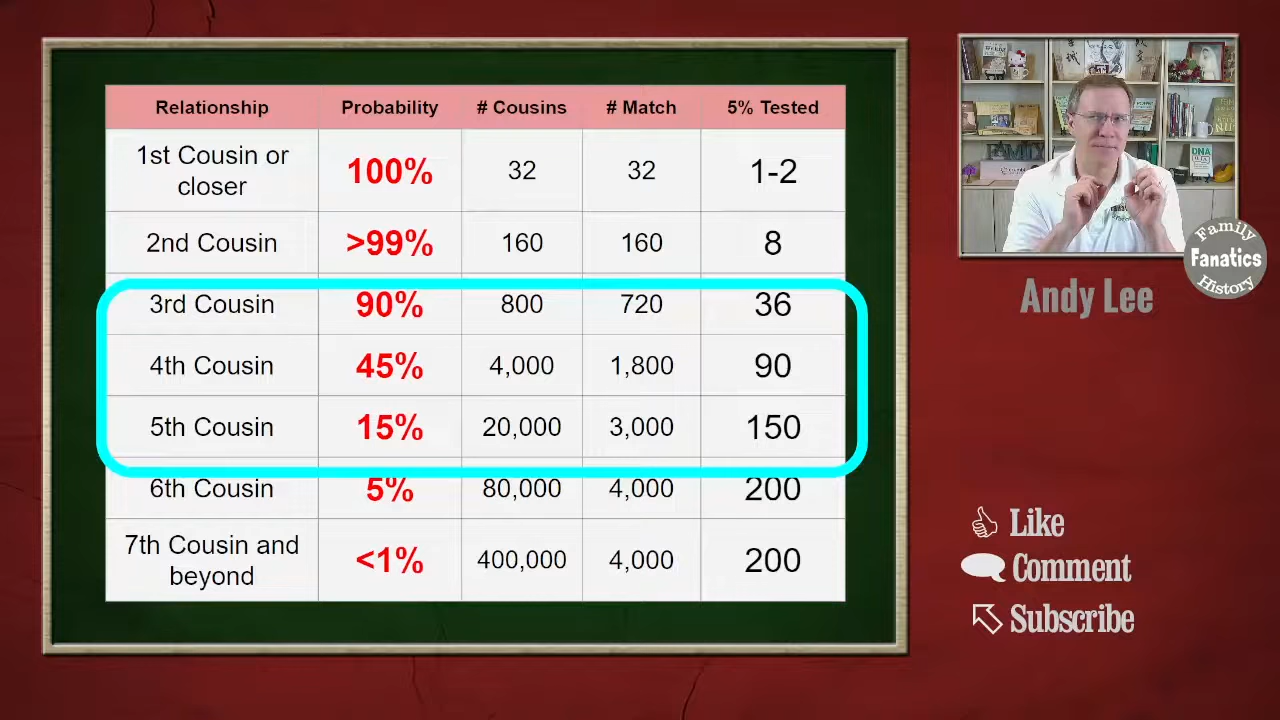 Relationship Probability # Cousins # Match 5% Tested
1st Cousin or
closer
100% 32 32 1-2
2nd Cousin >99% 160 160 8
3rd Cousin 90% 800 720 36
4th Cousin 45% 4,000 1,800 90
5th Cousin 15% 20,000 3,000 150
6th Cousin 5% 80,000 4,000 200
7th Cousin and
beyond
<1% 400,000 4,000 200
Family
Fanatics
History
Andy Lee
Like
Comment
Subscribe
DNA